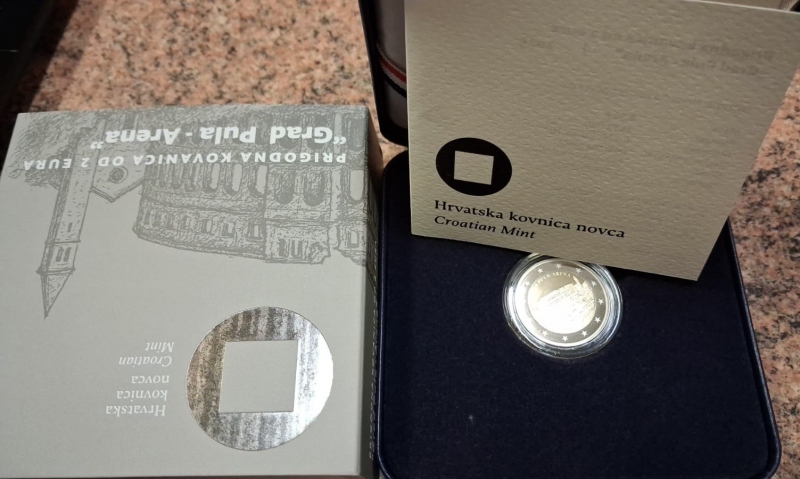 PRIGODNA KOVANICA OD 2 EURA
“Grad Pula - Arena”
Hrvatska
kovnica
novca
Croatian
Mint
Hrvatska kovnica novca
Croatian Mint